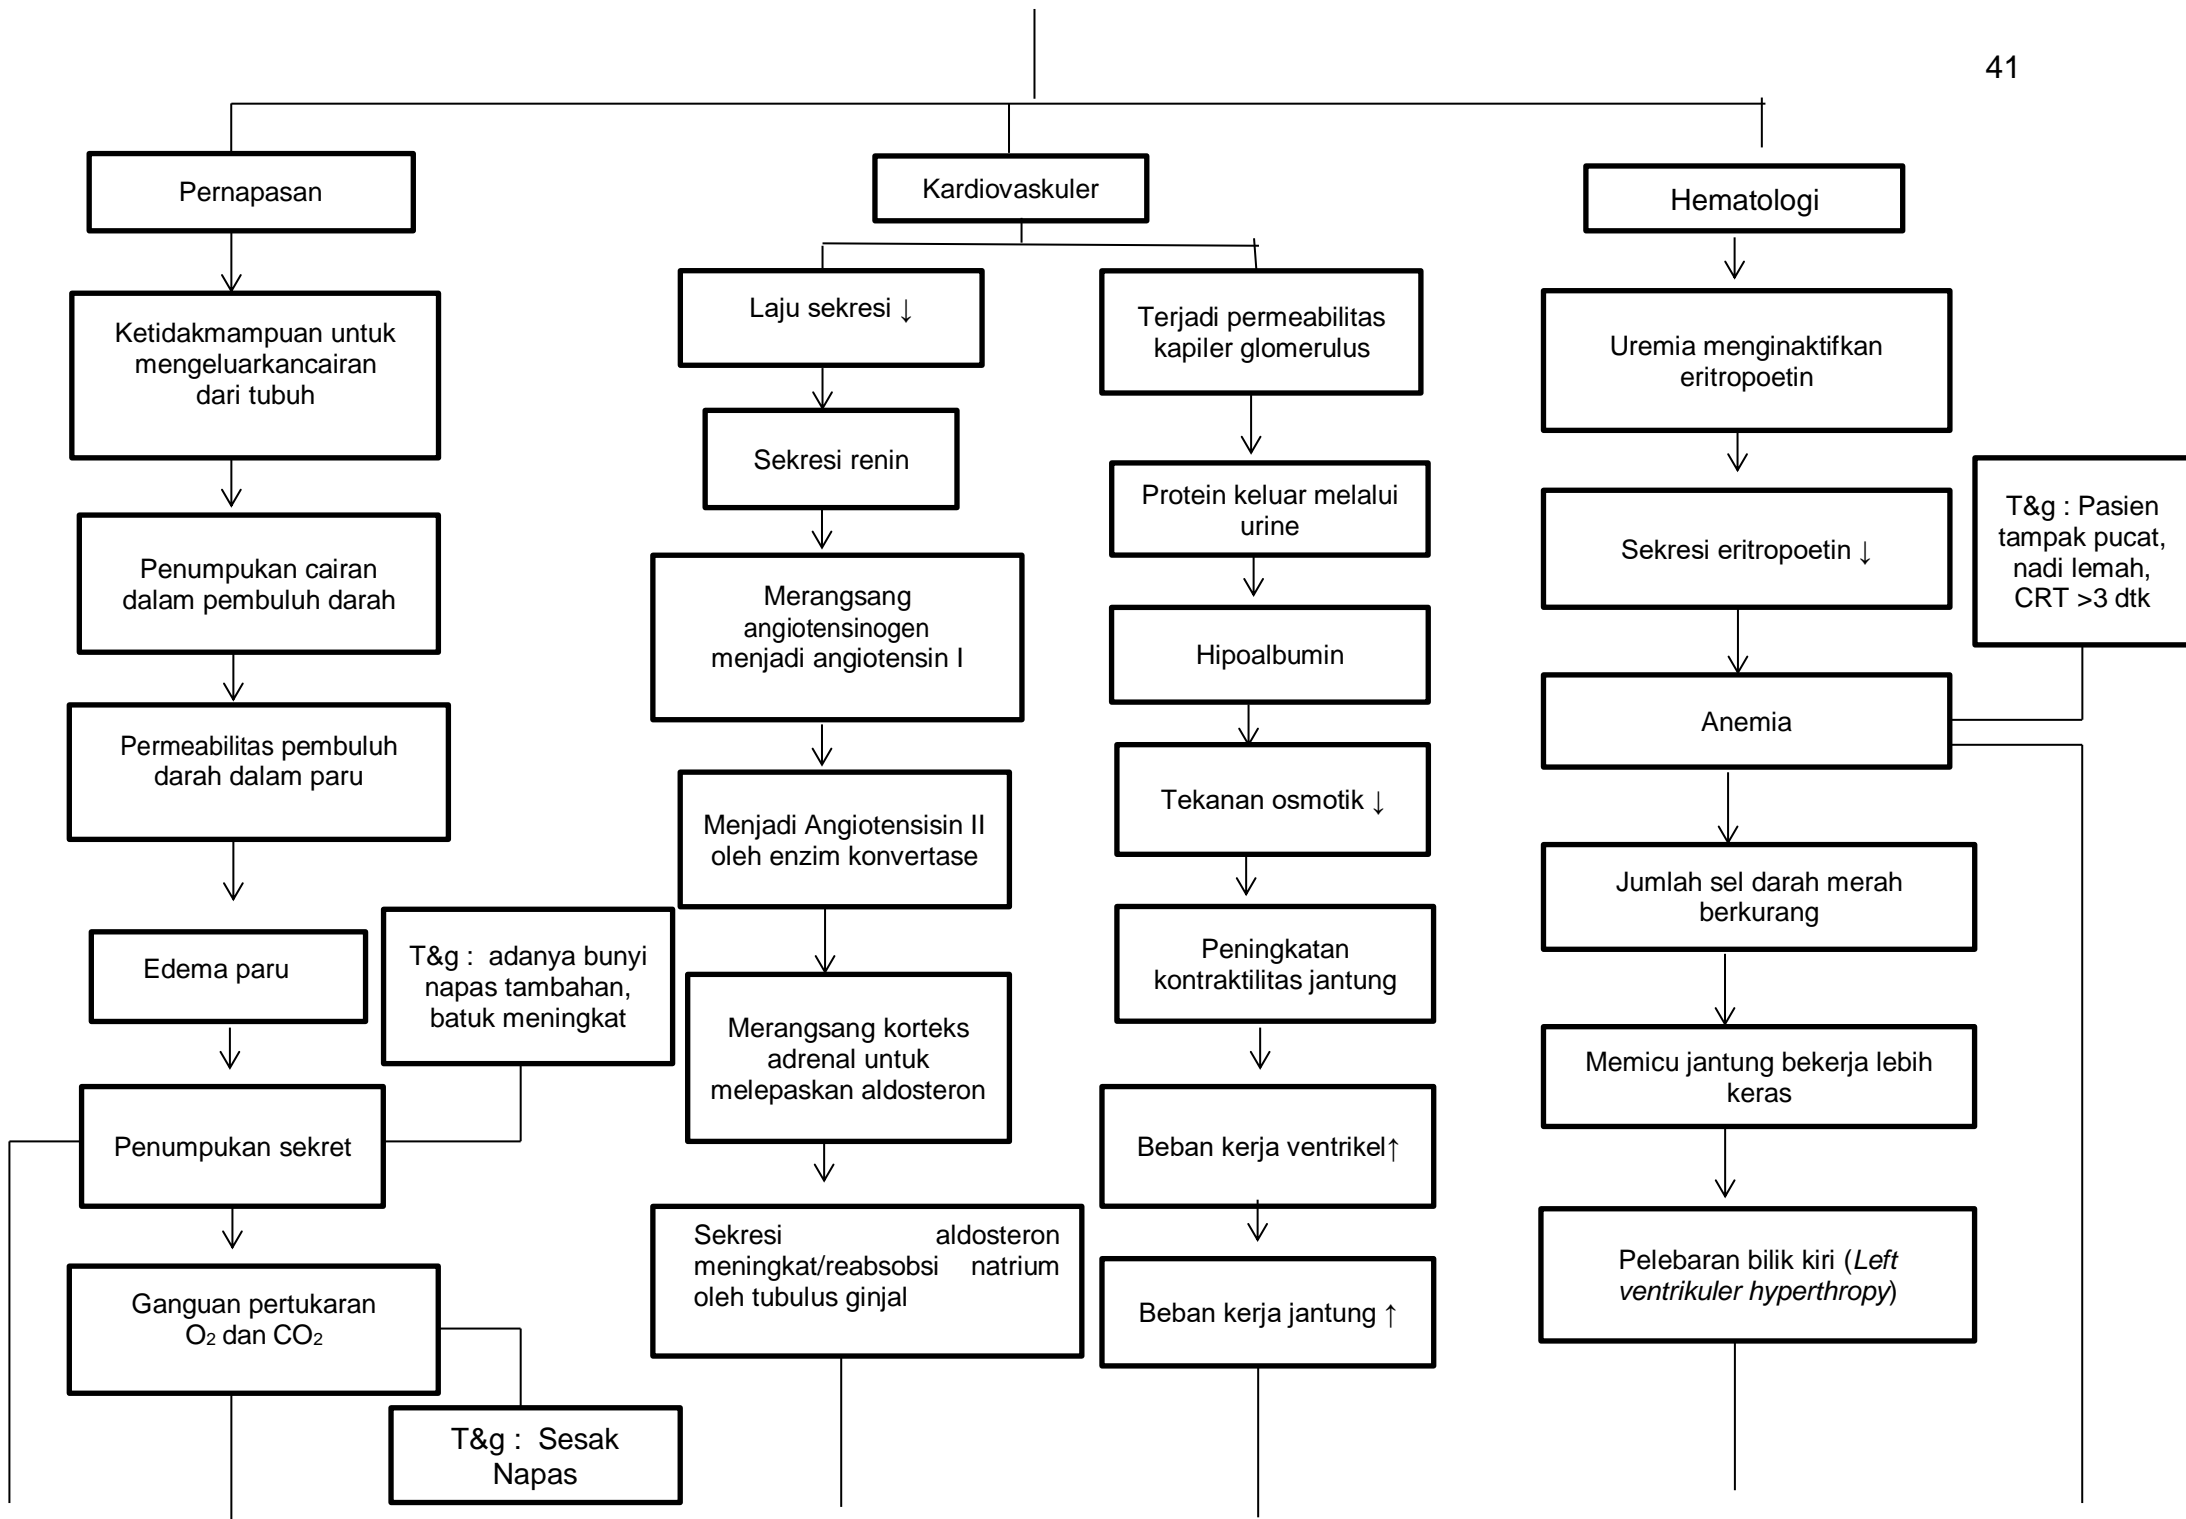 41
Pernapasan
Kardiovaskuler
Hematologi
Ketidakmampuan untuk
mengeluarkancairan
dari tubuh
Penumpukan cairan
dalam pembuluh darah
Permeabilitas pembuluh
darah dalam paru
Edema paru
T&g : adanya bunyi
napas tambahan,
batuk meningkat
Penumpukan sekret
Ganguan pertukaran
O₂ dan CO₂
T&g : Sesak
Napas
Laju sekresi ↓
Sekresi renin
Merangsang
angiotensinogen
menjadi angiotensin I
Menjadi Angiotensisin II
oleh enzim konvertase
Merangsang korteks
adrenal untuk
melepaskan aldosteron
Sekresi aldosteron
meningkat/reabsobsi natrium
oleh tubulus ginjal
Terjadi permeabilitas
kapiler glomerulus
Protein keluar melalui
urine
Hipoalbumin
Tekanan osmotik ↓
Peningkatan
kontraktilitas jantung
Beban kerja ventrikel↑
Beban kerja jantung ↑
Uremia menginaktifkan
eritropoetin
Sekresi eritropoetin ↓
T&g : Pasien
tampak pucat,
nadi lemah,
CRT >3 dtk
Anemia
Jumlah sel darah merah
berkurang
Memicu jantung bekerja lebih
keras
Pelebaran bilik kiri (Left
ventrikuler hyperthropy)